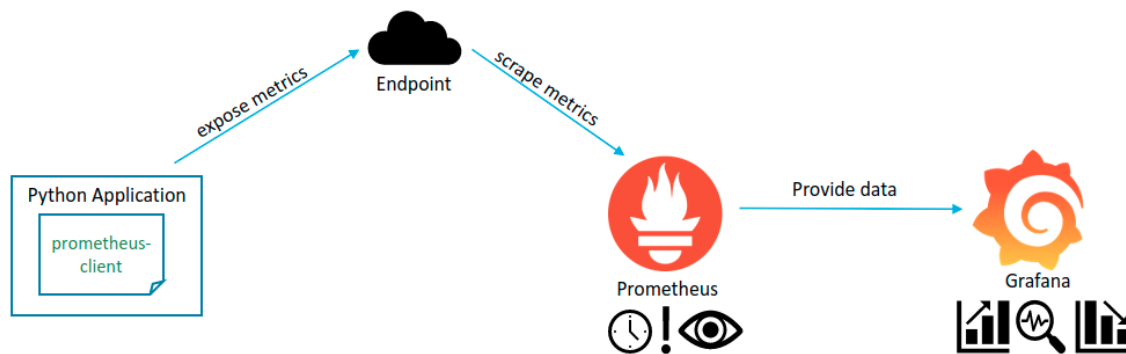 Endpoint
expose metrics
scrape metrics
Python Application
prometheus-
client
Provide data
Prometheus
Grafana